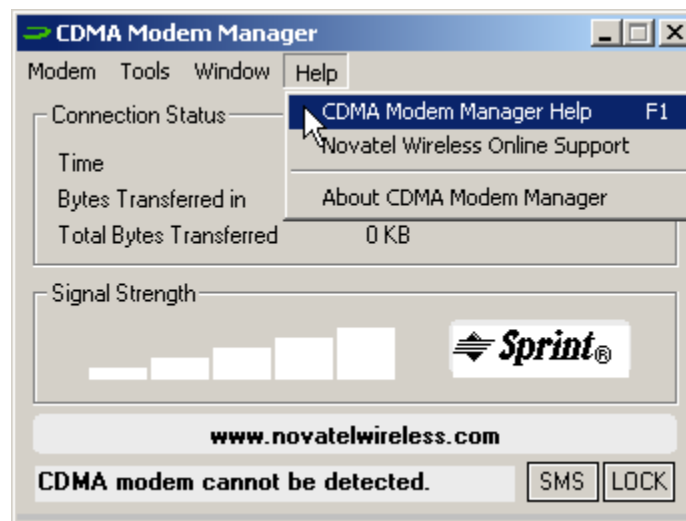 CDMA Modem Manager
Modem Tools Window Help
CDMA Modem Manager Help F1
Novatel Wireless Online Support
About CDMA Modem Manager
Connection Status
Time
Bytes Transferred in
Total Bytes Transferred 0 KB
Signal Strength
Sprint®
www.novatelwireless.com
CDMA modem cannot be detected.
SMS LOCK